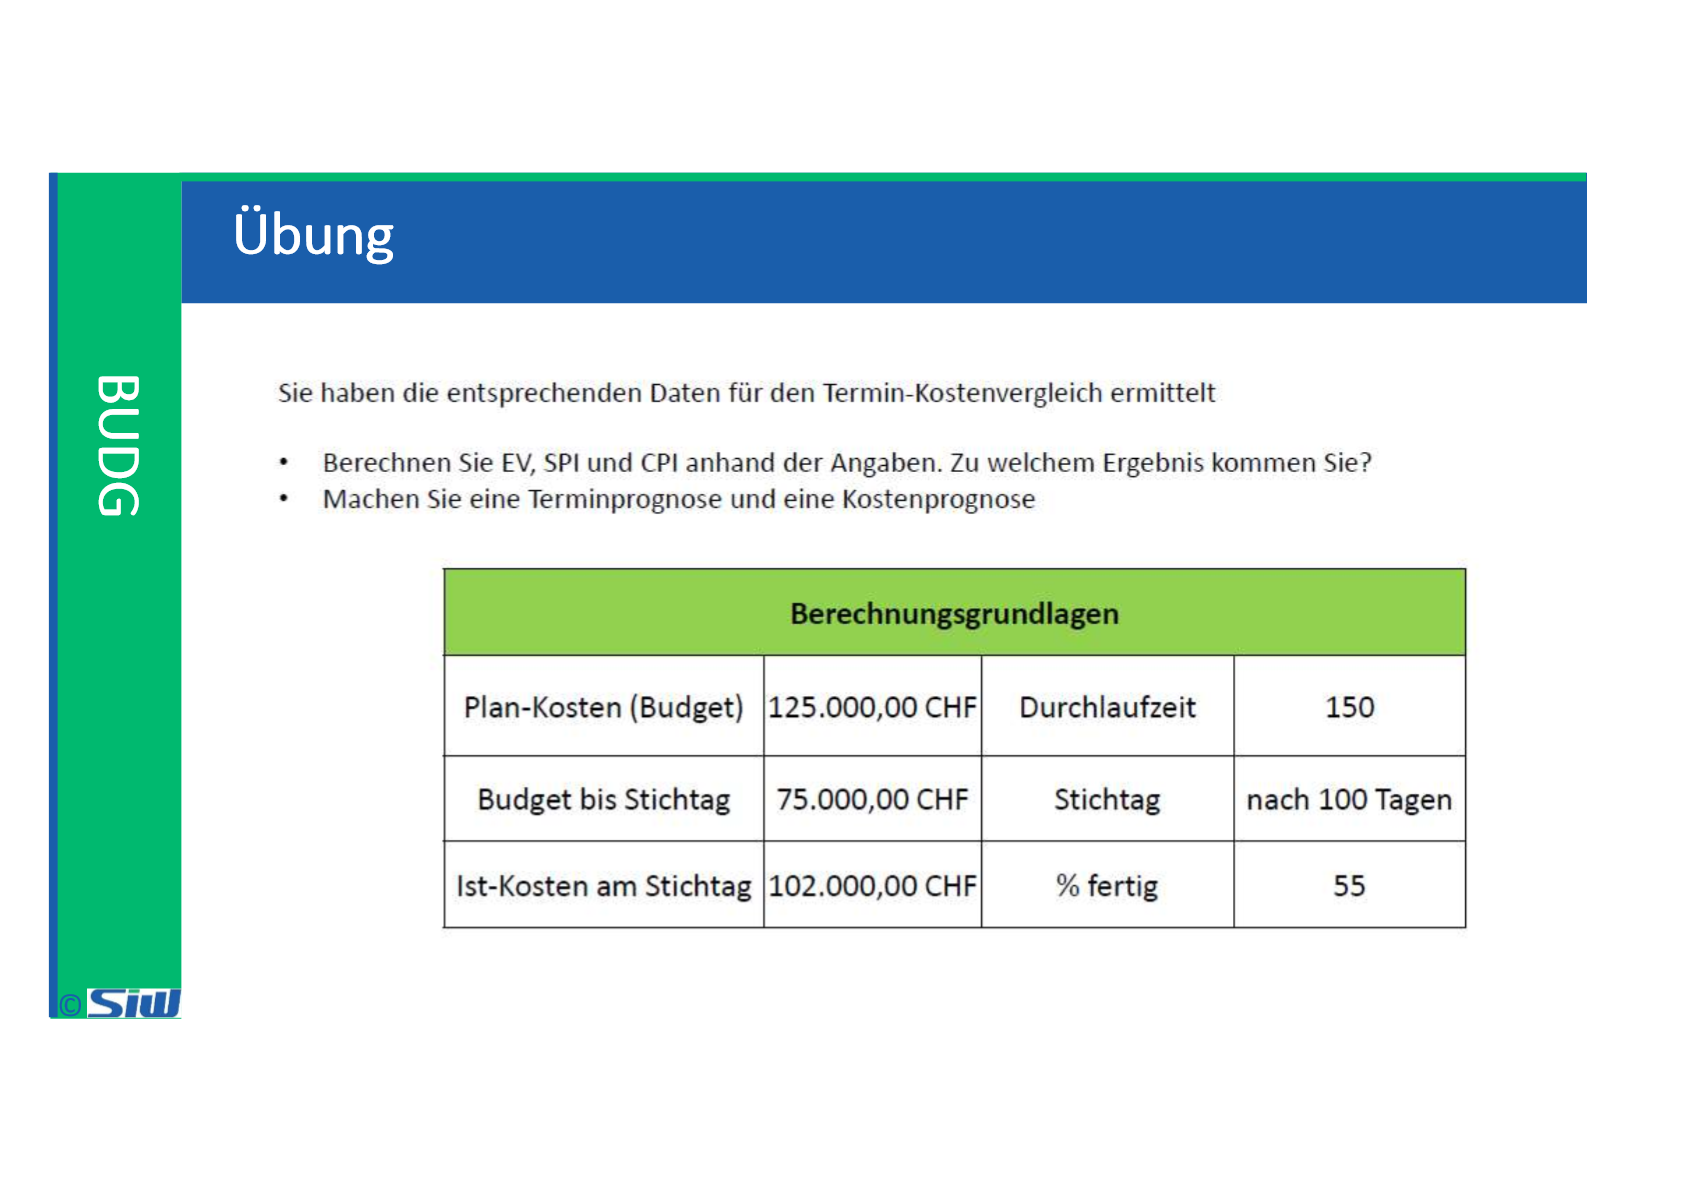 Übung
BUDG
Sie haben die entsprechenden Daten für den Termin-Kostenvergleich ermittelt
• Berechnen Sie EV, SPI und CPI anhand der Angaben. Zu welchem Ergebnis kommen Sie?
• Machen Sie eine Terminprognose und eine Kostenprognose
Berechnungsgrundlagen
Plan-Kosten (Budget) 125.000,00 CHF Durchlaufzeit 150
Budget bis Stichtag 75.000,00 CHF Stichtag nach 100 Tagen
Ist-Kosten am Stichtag 102.000,00 CHF % fertig 55
© SiW